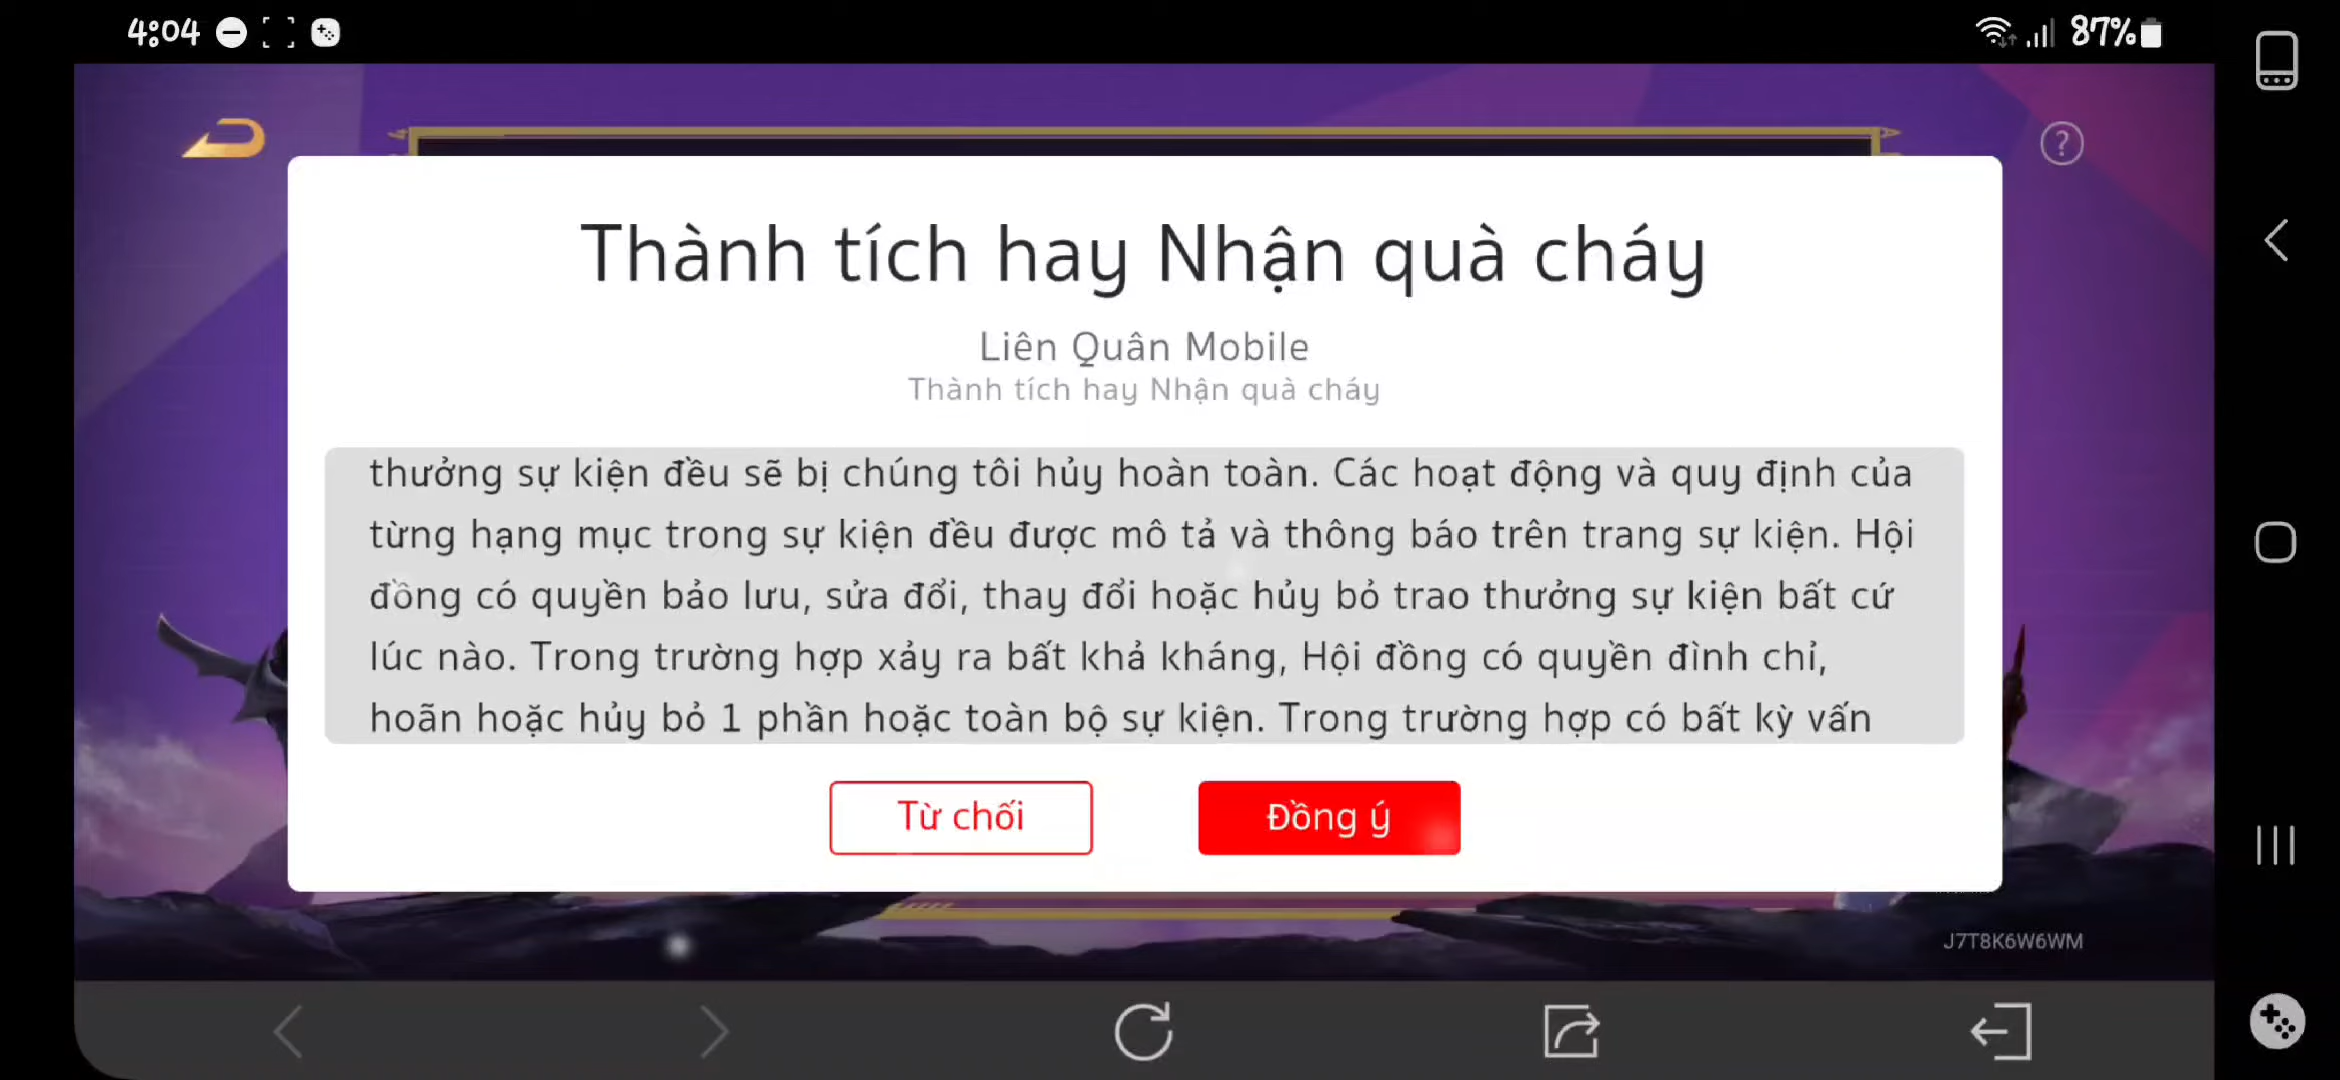 4:04
87%
?
Thành tích hay Nhận quà cháy
Liên Quân Mobile
Thành tích hay Nhận quà cháy
thưởng sự kiện đều sẽ bị chúng tôi hủy hoàn toàn. Các hoạt động và quy định của
từng hạng mục trong sự kiện đều được mô tả và thông báo trên trang sự kiện. Hội
đồng có quyền bảo lưu, sửa đổi, thay đổi hoặc hủy bỏ trao thưởng sự kiện bất cứ
lúc nào. Trong trường hợp xảy ra bất khả kháng, Hội đồng có quyền đình chỉ,
hoãn hoặc hủy bỏ 1 phần hoặc toàn bộ sự kiện. Trong trường hợp có bất kỳ vấn
Từ chối
Đồng ý
J7T8K6W6WM